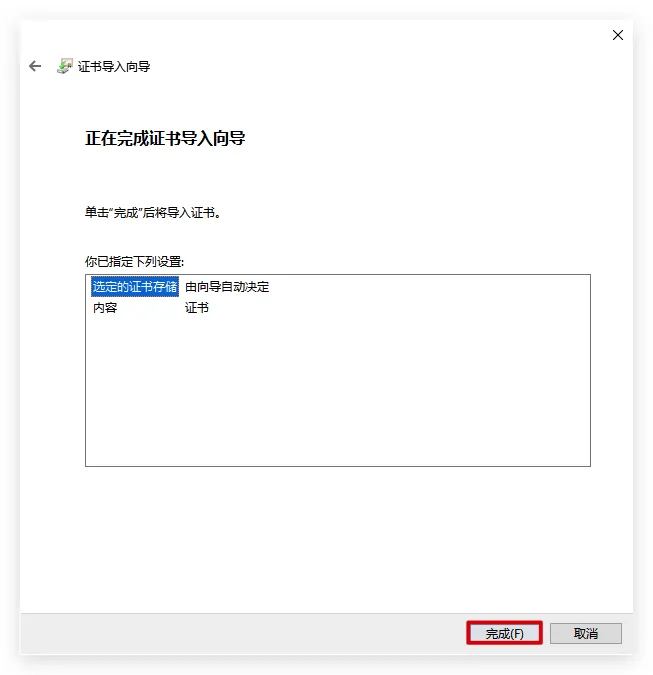 证书导入向导
正在完成证书导入向导
单击"完成"后将导入证书。
你已指定下列设置:
选定的证书存储 由向导自动决定
内容 证书
完成(F) 取消